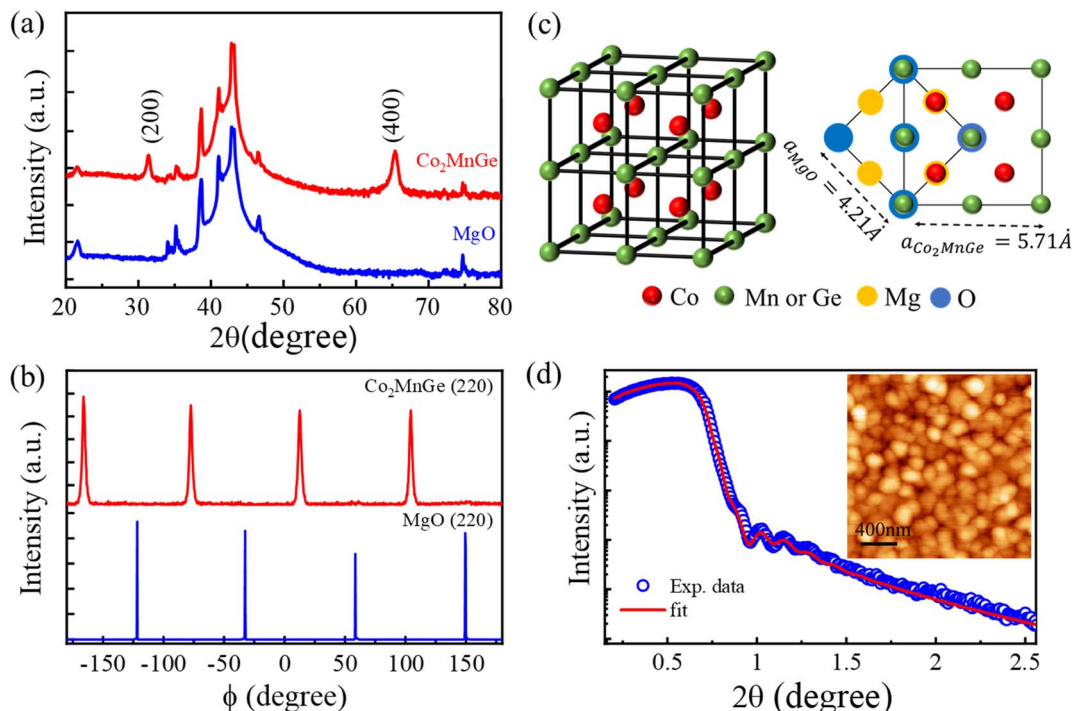 (a)
Intensity (a.u.)
(200)
(400)
Co₂MnGe
MgO
20 30 40 50 60 70 80
2θ(degree)
(b)
Intensity (a.u.)
Co₂MnGe (220)
MgO (220)
-150 -100 -50 0 50 100 150
ϕ (degree)
(c)
a_MgO = 4.21Å
a_Co₂MnGe = 5.71Å
Co Mn or Ge Mg O
(d)
Intensity (a.u.)
400nm
Exp. data
fit
0.5 1 1.5 2 2.5
2θ (degree)